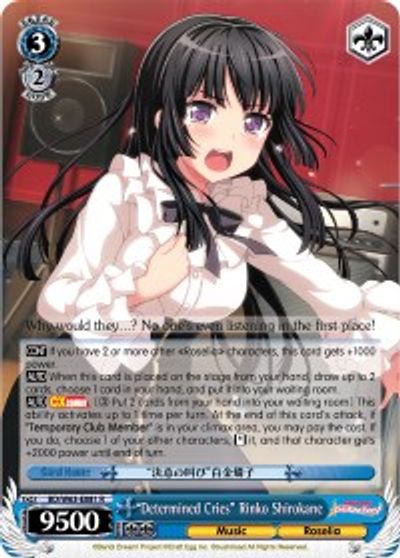 3
2
Why would they...? No one's even listening in the first place!
CONT If you have 2 or more other «Roselia» characters, this card gets +1000
power.
AUTO When this card is placed on the stage from your hand, draw up to 2
cards, choose 1 card in your hand, and put it into your waiting room.
AUTO [(3) Put 2 cards from your hand into your waiting room] This
ability activates up to 1 time per turn. At the end of this card's attack, if
"Temporary Club Member" is in your climax area, you may pay the cost. If
you do, choose 1 of your other characters, it, and that character gets
+2000 power until end of turn.
Card Name
"決意の叫び" 白金燐子
9500
"Determined Cries" Rinko Shirokane
Music
Roselia